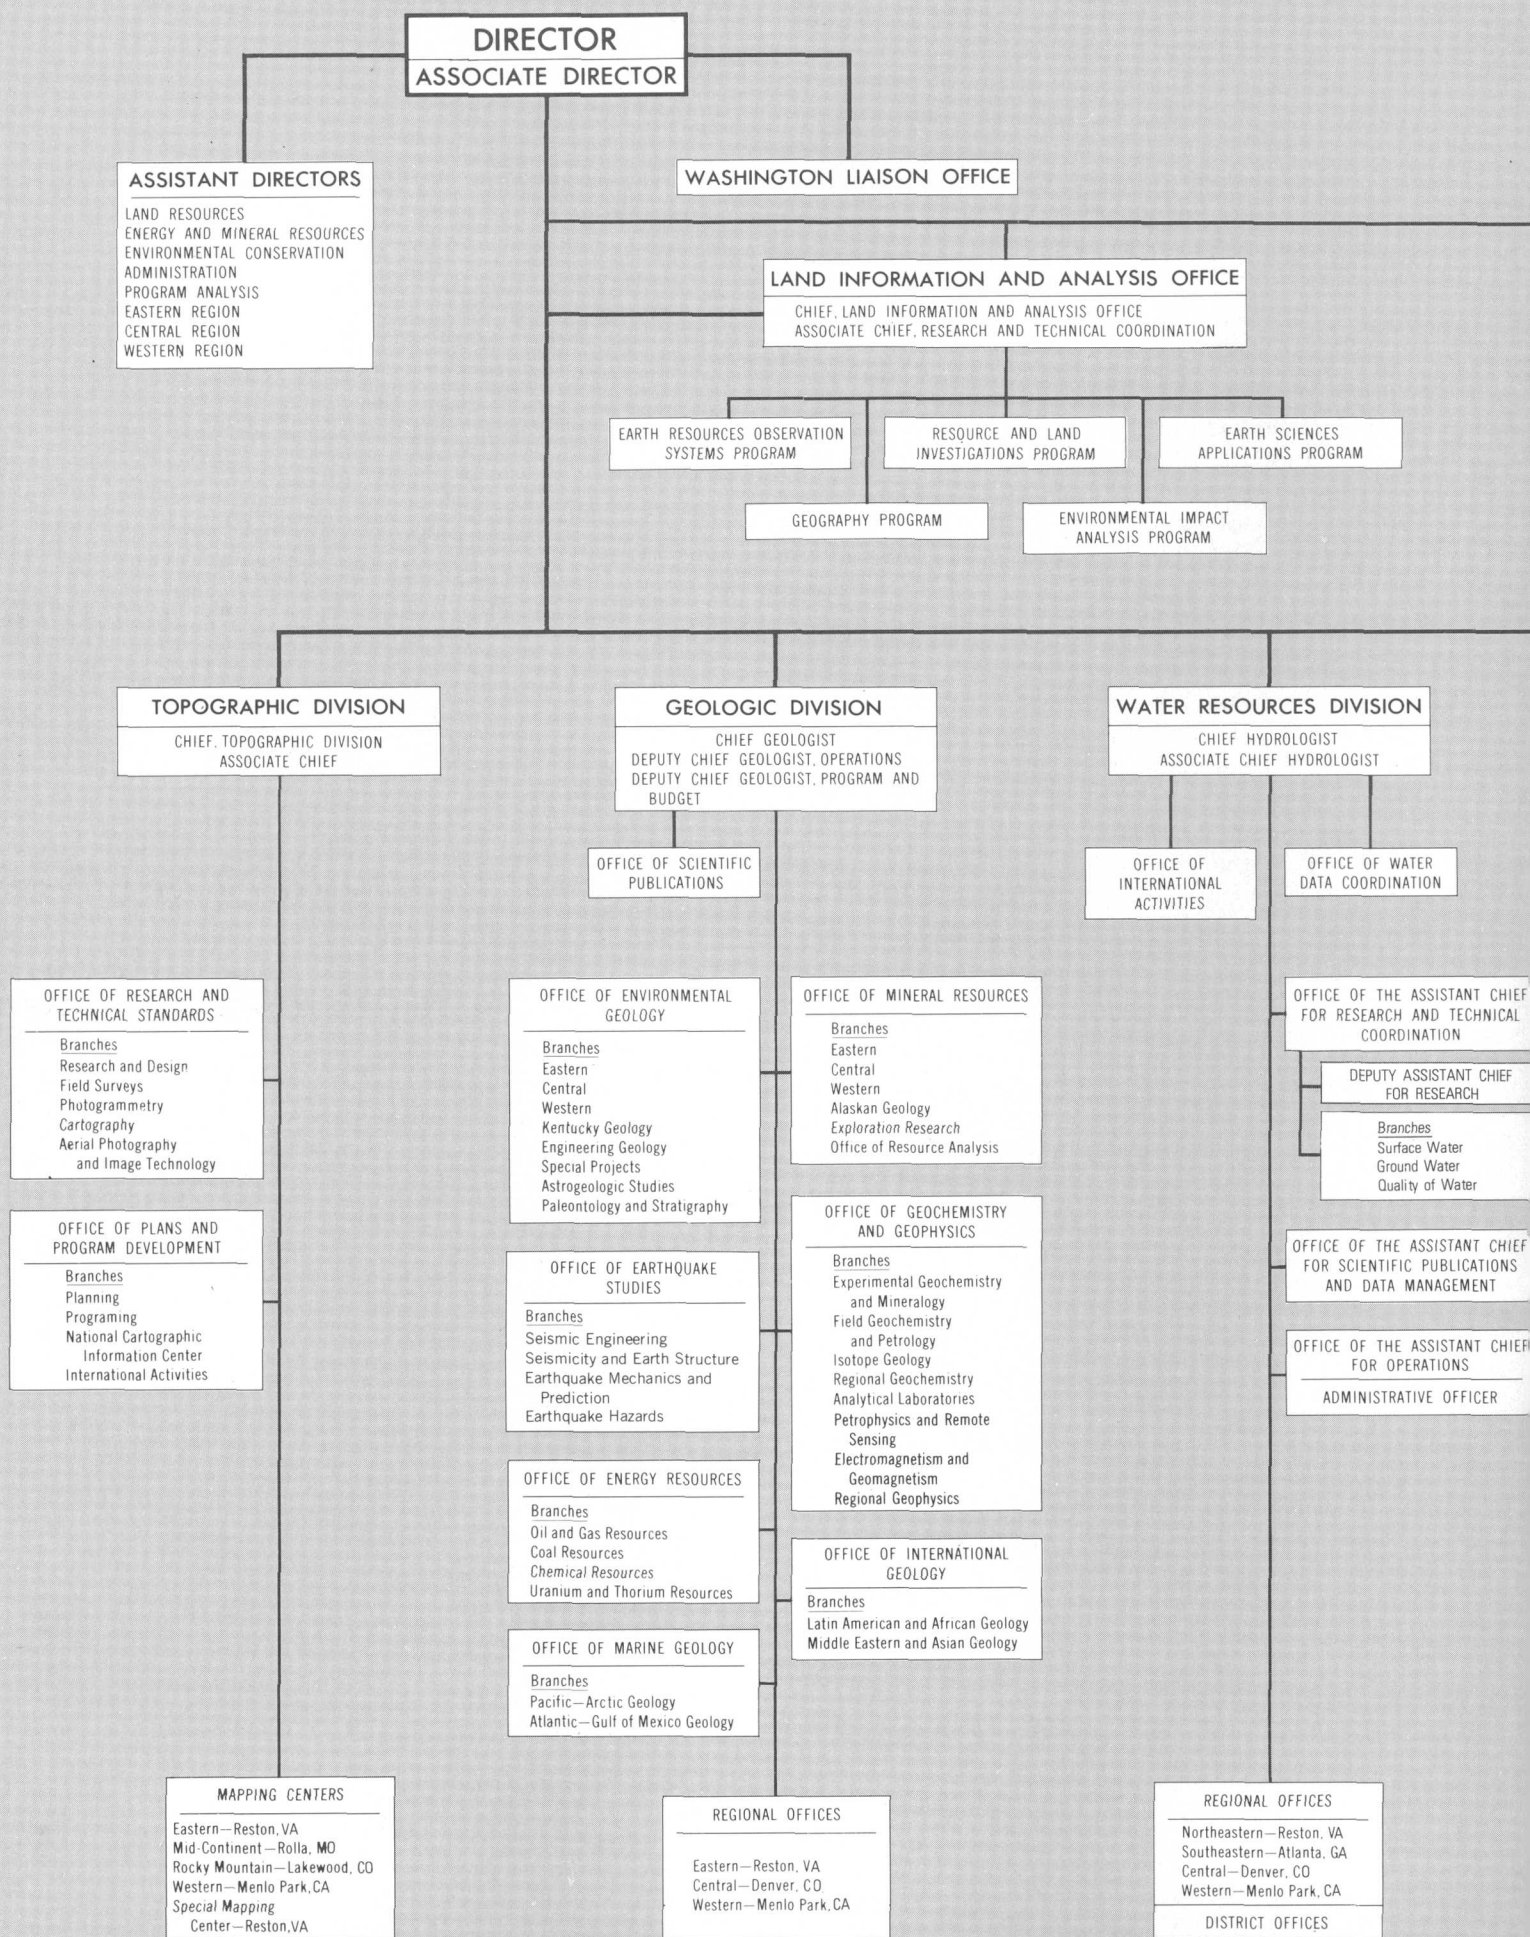 DIRECTOR
ASSOCIATE DIRECTOR
ASSISTANT DIRECTORS
LAND RESOURCES
ENERGY AND MINERAL RESOURCES
ENVIRONMENTAL CONSERVATION
ADMINISTRATION
PROGRAM ANALYSIS
EASTERN REGION
CENTRAL REGION
WESTERN REGION
WASHINGTON LIAISON OFFICE
LAND INFORMATION AND ANALYSIS OFFICE
CHIEF, LAND INFORMATION AND ANALYSIS OFFICE
ASSOCIATE CHIEF, RESEARCH AND TECHNICAL COORDINATION
EARTH RESOURCES OBSERVATION
SYSTEMS PROGRAM
RESOURCE AND LAND
INVESTIGATIONS PROGRAM
EARTH SCIENCES
APPLICATIONS PROGRAM
GEOGRAPHY PROGRAM
ENVIRONMENTAL IMPACT
ANALYSIS PROGRAM
TOPOGRAPHIC DIVISION
CHIEF, TOPOGRAPHIC DIVISION
ASSOCIATE CHIEF
OFFICE OF RESEARCH AND
TECHNICAL STANDARDS
Branches
Research and Design
Field Surveys
Photogrammetry
Cartography
Aerial Photography
and Image Technology
OFFICE OF PLANS AND
PROGRAM DEVELOPMENT
Branches
Planning
Programing
National Cartographic
Information Center
International Activities
MAPPING CENTERS
Eastern—Reston, VA
Mid-Continent—Rolla, MO
Rocky Mountain—Lakewood, CO
Western—Menlo Park, CA
Special Mapping
Center—Reston, VA
GEOLOGIC DIVISION
CHIEF GEOLOGIST
DEPUTY CHIEF GEOLOGIST, OPERATIONS
DEPUTY CHIEF GEOLOGIST, PROGRAM AND
BUDGET
OFFICE OF SCIENTIFIC
PUBLICATIONS
OFFICE OF ENVIRONMENTAL
GEOLOGY
Branches
Eastern
Central
Western
Kentucky Geology
Engineering Geology
Special Projects
Astrogeologic Studies
Paleontology and Stratigraphy
OFFICE OF EARTHQUAKE
STUDIES
Branches
Seismic Engineering
Seismicity and Earth Structure
Earthquake Mechanics and
Prediction
Earthquake Hazards
OFFICE OF ENERGY RESOURCES
Branches
Oil and Gas Resources
Coal Resources
Chemical Resources
Uranium and Thorium Resources
OFFICE OF MARINE GEOLOGY
Branches
Pacific—Arctic Geology
Atlantic—Gulf of Mexico Geology
OFFICE OF MINERAL RESOURCES
Branches
Eastern
Central
Western
Alaskan Geology
Exploration Research
Office of Resource Analysis
OFFICE OF GEOCHEMISTRY
AND GEOPHYSICS
Branches
Experimental Geochemistry
and Mineralogy
Field Geochemistry
and Petrology
Isotope Geology
Regional Geochemistry
Analytical Laboratories
Petrophysics and Remote
Sensing
Electromagnetism and
Geomagnetism
Regional Geophysics
OFFICE OF INTERNATIONAL
GEOLOGY
Branches
Latin American and African Geology
Middle Eastern and Asian Geology
REGIONAL OFFICES
Eastern—Reston, VA
Central—Denver, CO
Western—Menlo Park, CA
WATER RESOURCES DIVISION
CHIEF HYDROLOGIST
ASSOCIATE CHIEF HYDROLOGIST
OFFICE OF
INTERNATIONAL
ACTIVITIES
OFFICE OF WATER
DATA COORDINATION
OFFICE OF THE ASSISTANT CHIEF
FOR RESEARCH AND TECHNICAL
COORDINATION
DEPUTY ASSISTANT CHIEF
FOR RESEARCH
Branches
Surface Water
Ground Water
Quality of Water
OFFICE OF THE ASSISTANT CHIEF
FOR SCIENTIFIC PUBLICATIONS
AND DATA MANAGEMENT
OFFICE OF THE ASSISTANT CHIEF
FOR OPERATIONS
ADMINISTRATIVE OFFICER
REGIONAL OFFICES
Northeastern—Reston, VA
Southeastern—Atlanta, GA
Central—Denver, CO
Western—Menlo Park, CA
DISTRICT OFFICES